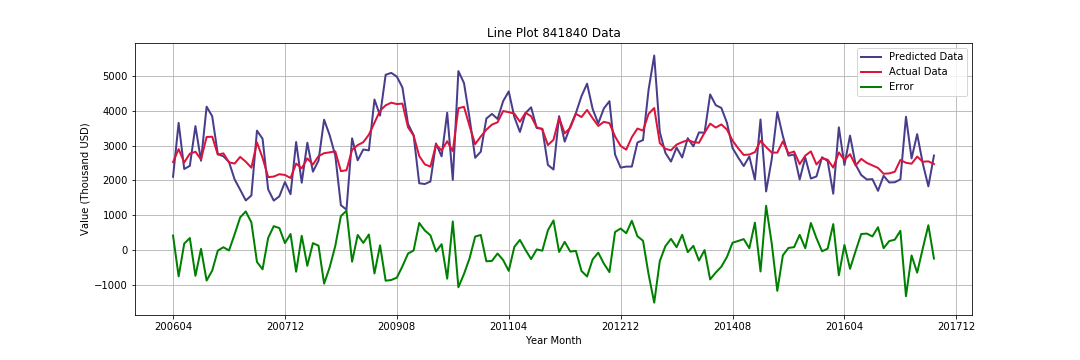 Line Plot 841840 Data
Predicted Data
Actual Data
Error
5000
4000
3000
2000
1000
0
−1000
Value (Thousand USD)
200604
200712
200908
201104
201212
201408
201604
201712
Year Month